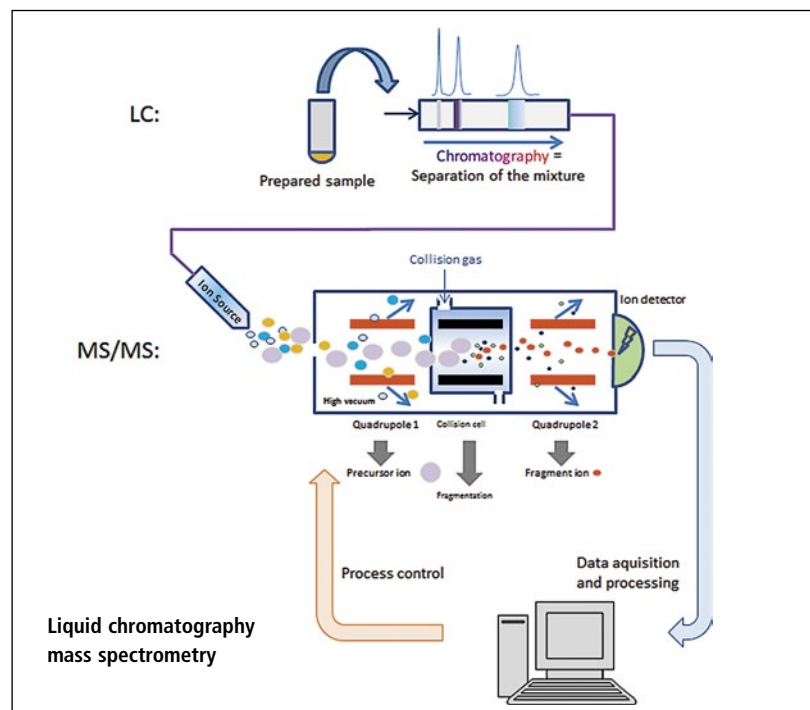 LC:
Prepared sample
Chromatography =
Separation of the mixture
Ion Source
Collision gas
Ion detector
MS/MS:
High vacuum
Quadrupole 1
Collision cell
Quadrupole 2
Precursor ion
Fragmentation
Fragment ion
Process control
Data aquisition
and processing
Liquid chromatography
mass spectrometry